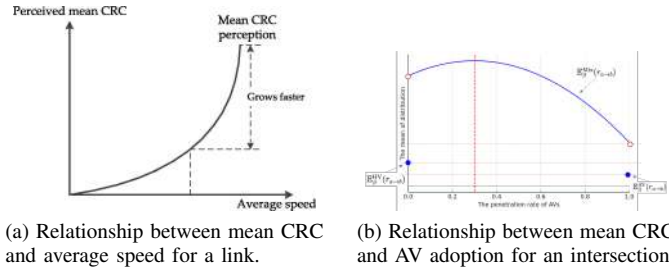 Perceived mean CRC
Mean CRC
perception
Grows faster
Average speed
The mean of distribution
0.0
0.2
0.4
0.6
0.8
1.0
The penetration rate of AVs
(a) Relationship between mean CRC
and average speed for a link.
(b) Relationship between mean CRC
and AV adoption for an intersection